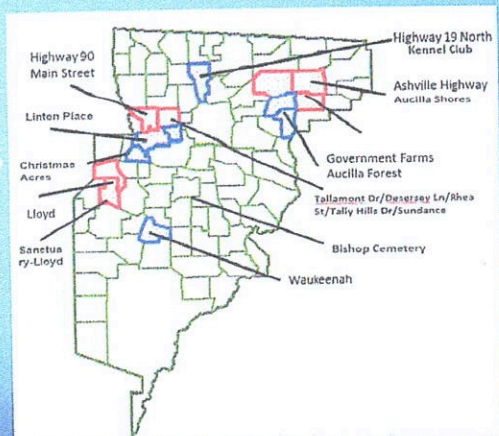 Highway 19 North
Kennel Club
Highway 90
Main Street
Ashville Highway
Aucilla Shores
Linton Place
Government Farms
Aucilla Forest
Christmas
Acres
Tallamont Dr/Desersey Ln/Rhea
St/Tally Hills Dr/Sundance
Lloyd
Bishop Cemetery
Sanctua
ry-Lloyd
Waukeenah